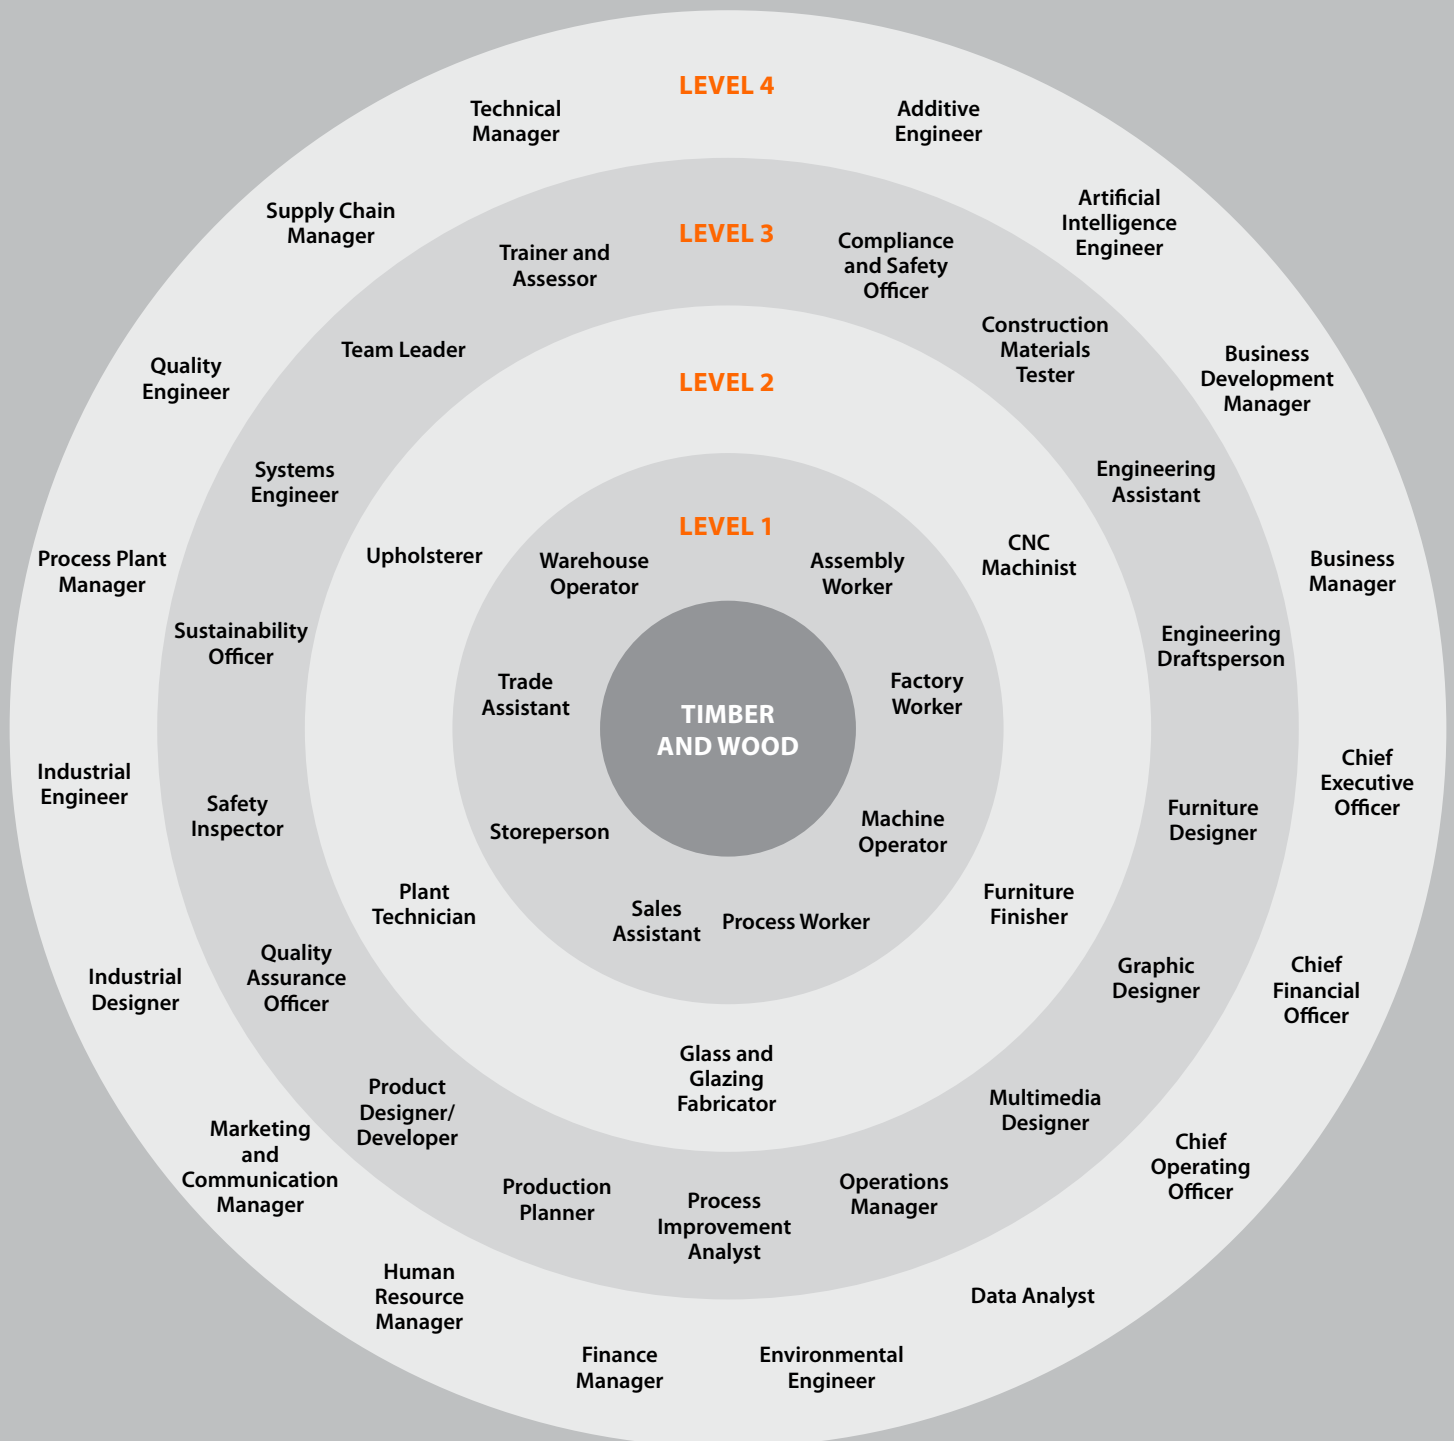 LEVEL 4
Technical
Manager
Additive
Engineer
Artificial
Intelligence
Engineer
Business
Development
Manager
Business
Manager
Chief
Executive
Officer
Chief
Financial
Officer
Chief
Operating
Officer
Data Analyst
Environmental
Engineer
Finance
Manager
Human
Resource
Manager
Marketing
and
Communication
Manager
Industrial
Designer
Industrial
Engineer
Process Plant
Manager
Quality
Engineer
Supply Chain
Manager
LEVEL 3
Trainer and
Assessor
Compliance
and Safety
Officer
Construction
Materials
Tester
Engineering
Assistant
Engineering
Draftsperson
Furniture
Designer
Graphic
Designer
Multimedia
Designer
Operations
Manager
Process
Improvement
Analyst
Production
Planner
Product
Designer/
Developer
Quality
Assurance
Officer
Safety
Inspector
Sustainability
Officer
Systems
Engineer
Team Leader
LEVEL 2
CNC
Machinist
Furniture
Finisher
Glass and
Glazing
Fabricator
Plant
Technician
Upholsterer
LEVEL 1
Assembly
Worker
Factory
Worker
Machine
Operator
Process Worker
Sales
Assistant
Storeperson
Trade
Assistant
Warehouse
Operator
TIMBER
AND WOOD